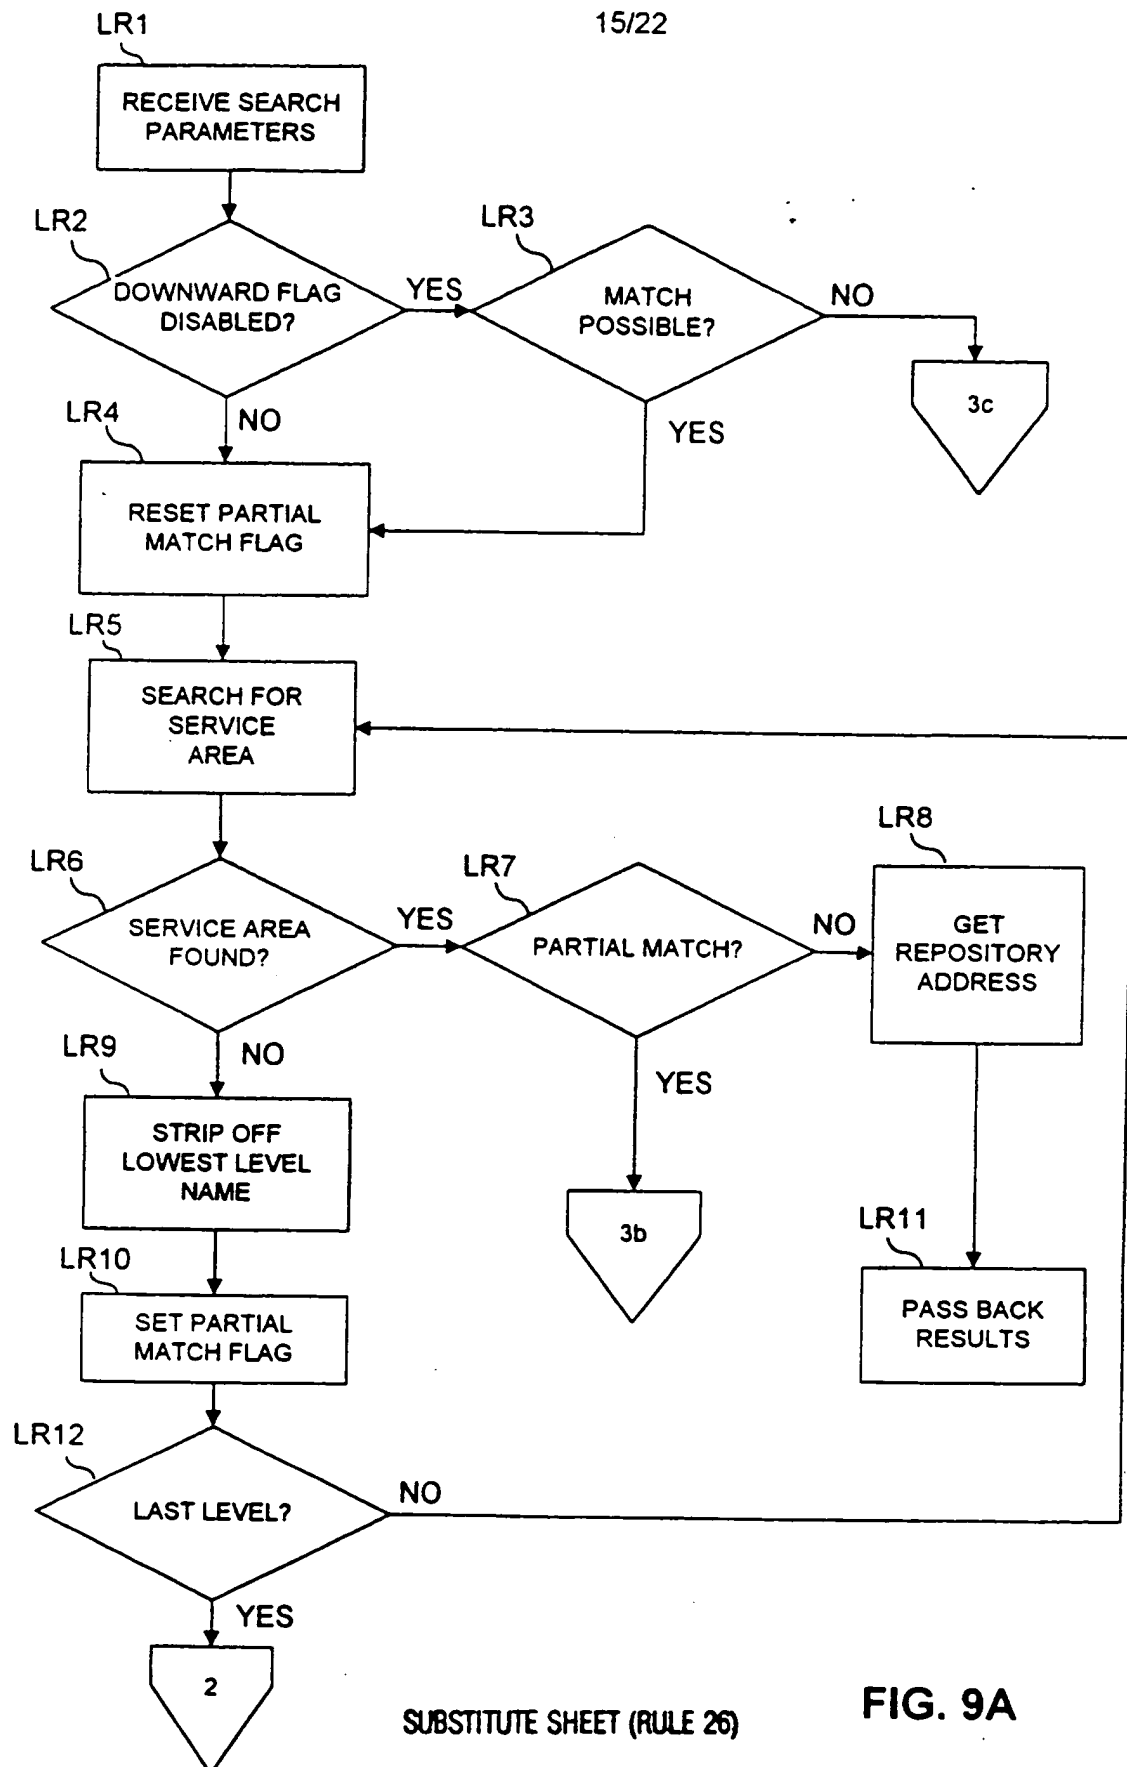 15/22
LR1
RECEIVE SEARCH
PARAMETERS
LR2
DOWNWARD FLAG
DISABLED?
YES
LR3
MATCH
POSSIBLE?
NO
3c
NO
YES
LR4
RESET PARTIAL
MATCH FLAG
LR5
SEARCH FOR
SERVICE
AREA
LR6
SERVICE AREA
FOUND?
YES
LR7
PARTIAL MATCH?
NO
LR8
GET
REPOSITORY
ADDRESS
NO
YES
LR9
STRIP OFF
LOWEST LEVEL
NAME
3b
LR11
PASS BACK
RESULTS
LR10
SET PARTIAL
MATCH FLAG
LR12
LAST LEVEL?
NO
YES
2
SUBSTITUTE SHEET (RULE 26)
FIG. 9A